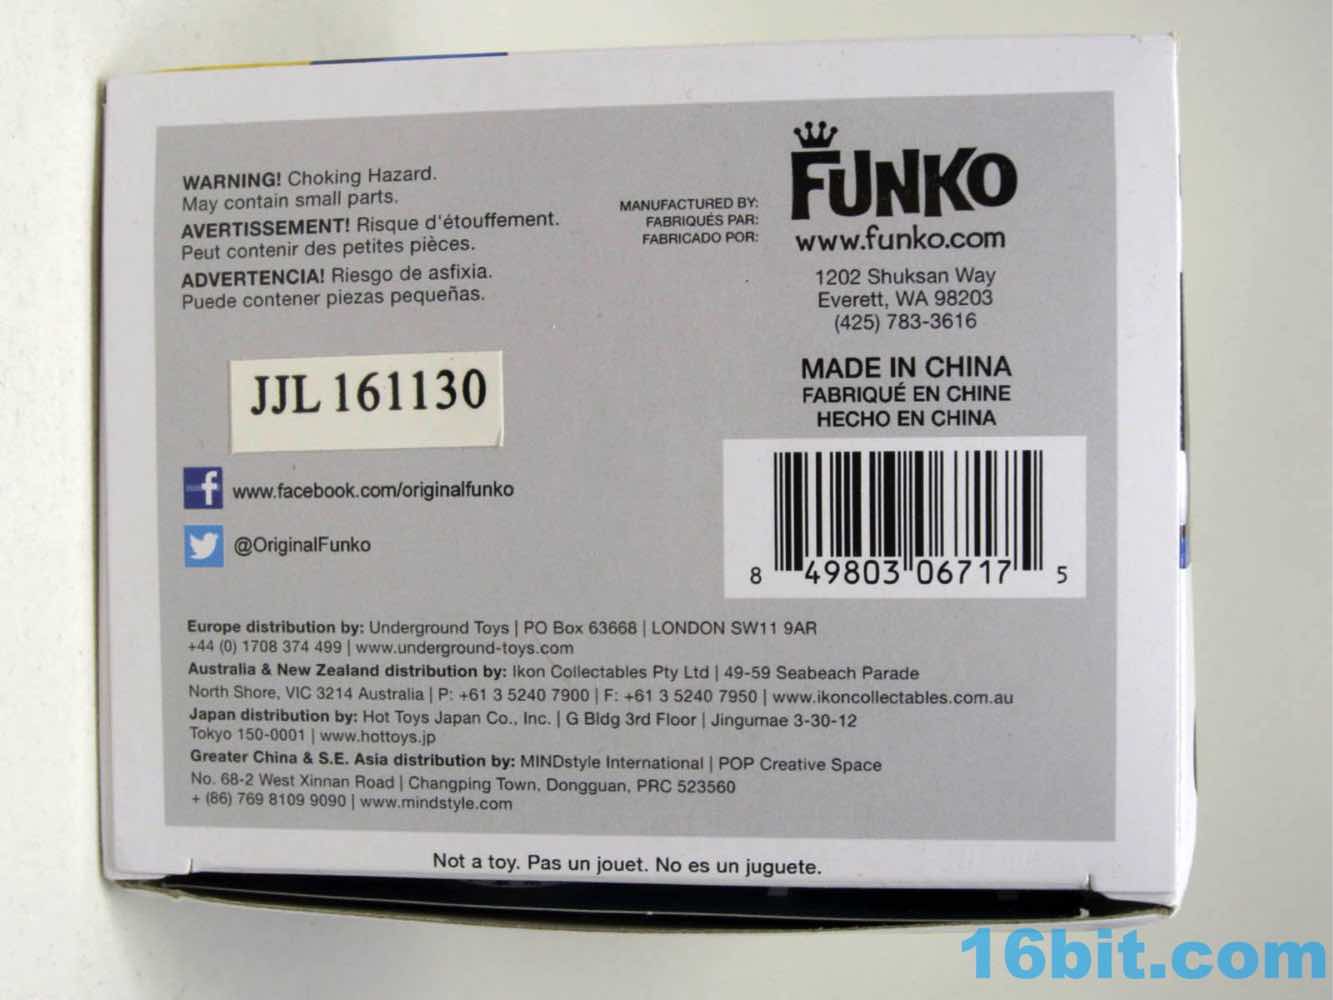 WARNING! Choking Hazard.
May contain small parts.
AVERTISSEMENT! Risque d'étouffement.
Peut contenir des petites pièces.
ADVERTENCIA! Riesgo de asfixia.
Puede contener piezas pequeñas.
MANUFACTURED BY:
FABRIQUÉS PAR:
FABRICADO POR:
FUNKO
www.funko.com
1202 Shuksan Way
Everett, WA 98203
(425) 783-3616
MADE IN CHINA
FABRIQUÉ EN CHINE
HECHO EN CHINA
JJL 161130
www.facebook.com/originalfunko
@OriginalFunko
8 49803 06717 5
Europe distribution by: Underground Toys | PO Box 63668 | LONDON SW11 9AR
+44 (0) 1708 374 499 | www.underground-toys.com
Australia & New Zealand distribution by: Ikon Collectables Pty Ltd | 49-59 Seabeach Parade
North Shore, VIC 3214 Australia | P: +61 3 5240 7900 | F: +61 3 5240 7950 | www.ikoncollectables.com.au
Japan distribution by: Hot Toys Japan Co., Inc. | G Bldg 3rd Floor | Jingumae 3-30-12
Tokyo 150-0001 | www.hottoys.jp
Greater China & S.E. Asia distribution by: MINDstyle International | POP Creative Space
No. 68-2 West Xinnan Road | Changping Town, Dongguan, PRC 523560
+ (86) 769 8109 9090 | www.mindstyle.com
Not a toy. Pas un jouet. No es un juguete.
16bit.com